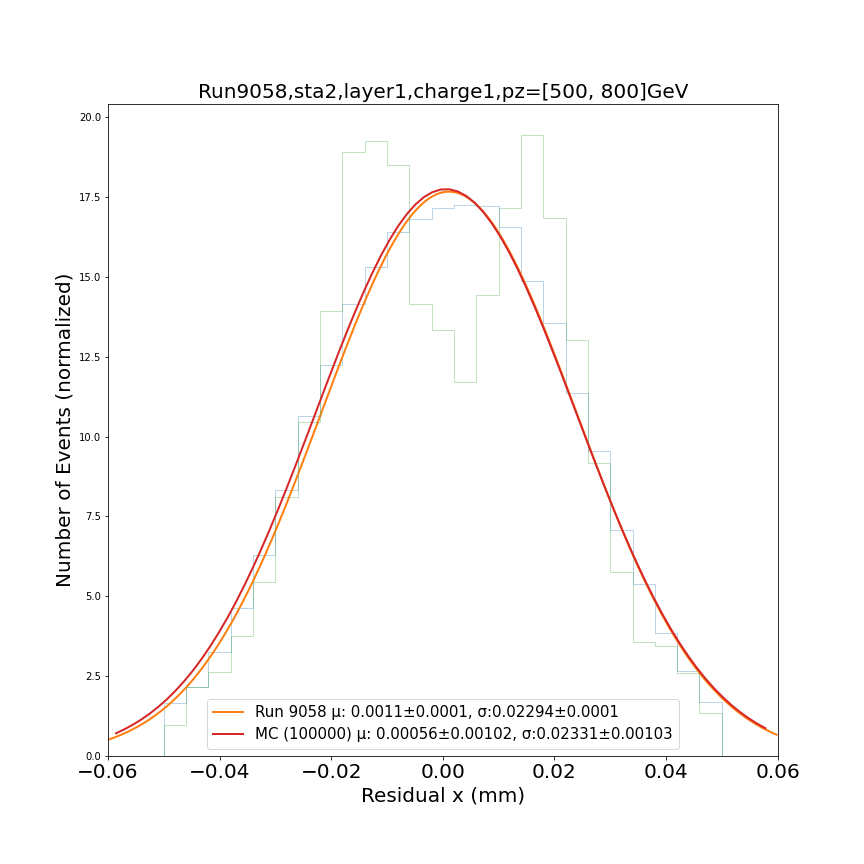 Run9058,sta2,layer1,charge1,pz=[500, 800]GeV
Number of Events (normalized)
20.0
17.5
15.0
12.5
10.0
7.5
5.0
2.5
0.0
Run 9058 μ: 0.0011±0.0001, σ:0.02294±0.0001
MC (100000) μ: 0.00056±0.00102, σ:0.02331±0.00103
−0.06 −0.04 −0.02 0.00 0.02 0.04 0.06
Residual x (mm)